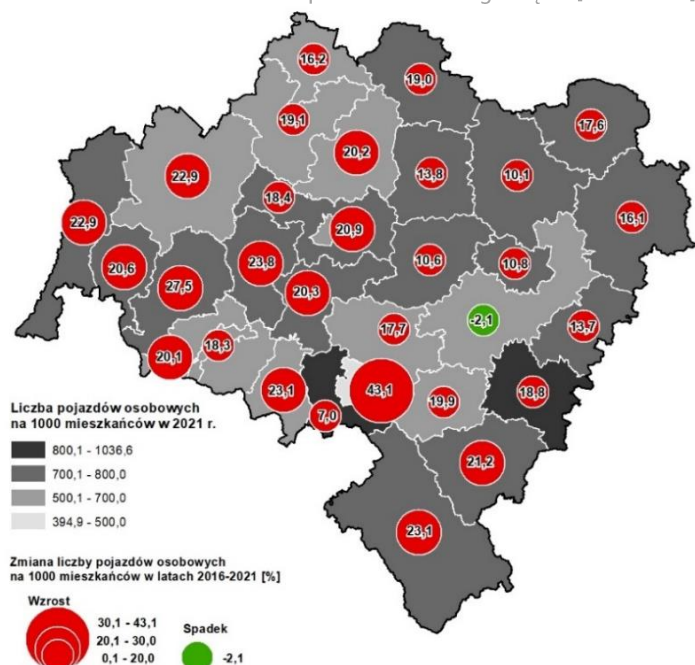 16,2
19,0
19,1
17,6
20,2
22,9
13,8
10,1
18,4
16,1
22,9
20,9
20,6
23,8
10,6
10,8
27,5
20,3
-2,1
17,7
13,7
18,3
20,1
23,1
43,1
18,8
19,9
7,0
21,2
23,1
Liczba pojazdów osobowych
na 1000 mieszkańców w 2021 r.
800,1 - 1036,6
700,1 - 800,0
500,1 - 700,0
394,9 - 500,0
Zmiana liczby pojazdów osobowych
na 1000 mieszkańców w latach 2016-2021 [%]
Wzrost
30,1 - 43,1
20,1 - 30,0
0,1 - 20,0
Spadek
-2,1